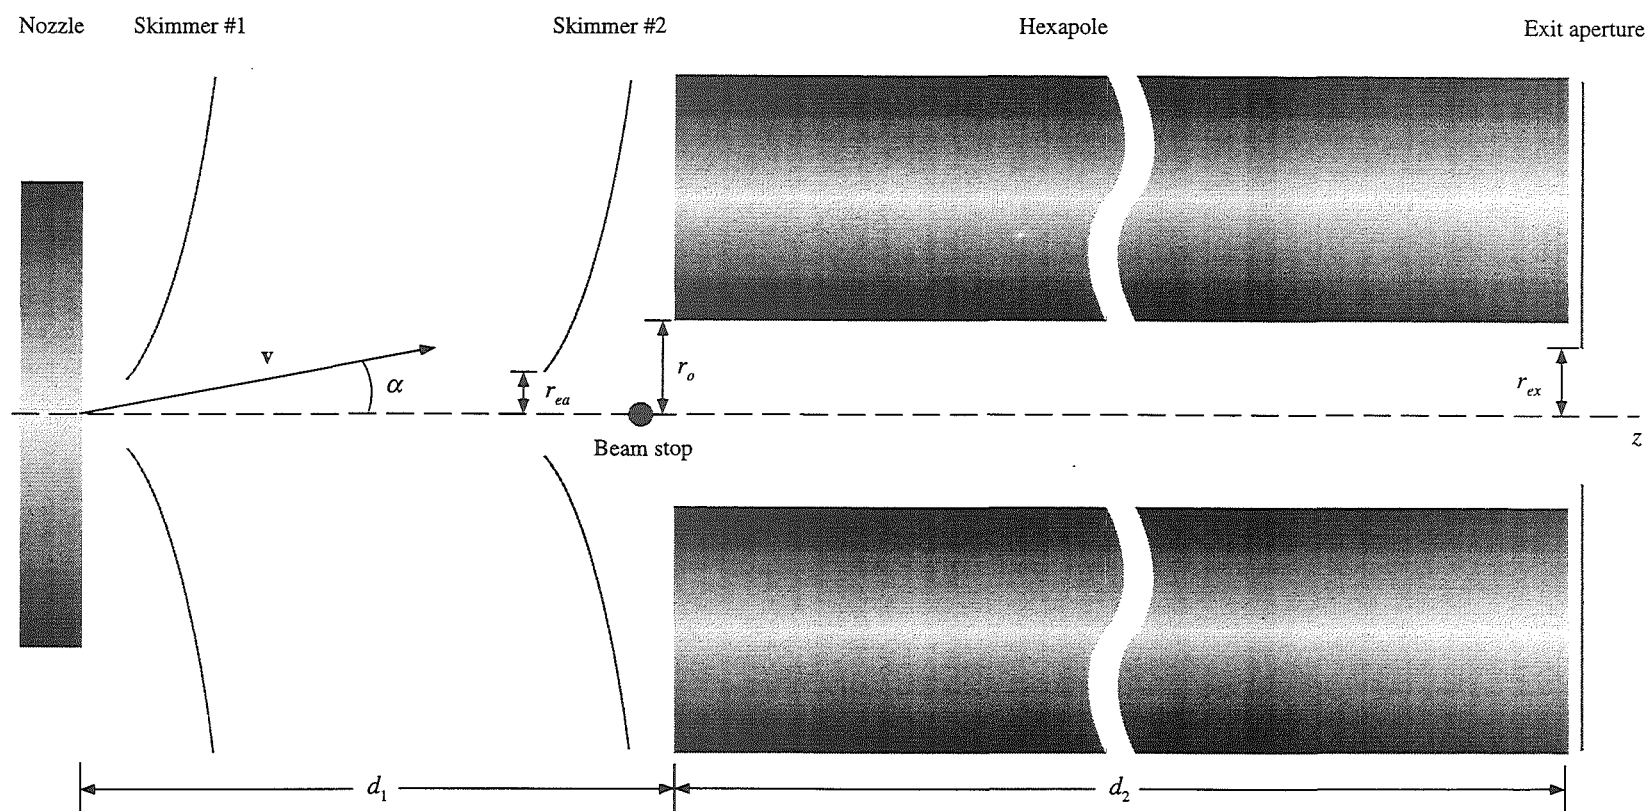 Nozzle
Skimmer #1
Skimmer #2
Hexapole
Exit aperture
v
α
r_ea
r_o
r_ex
Beam stop
z
d_1
d_2